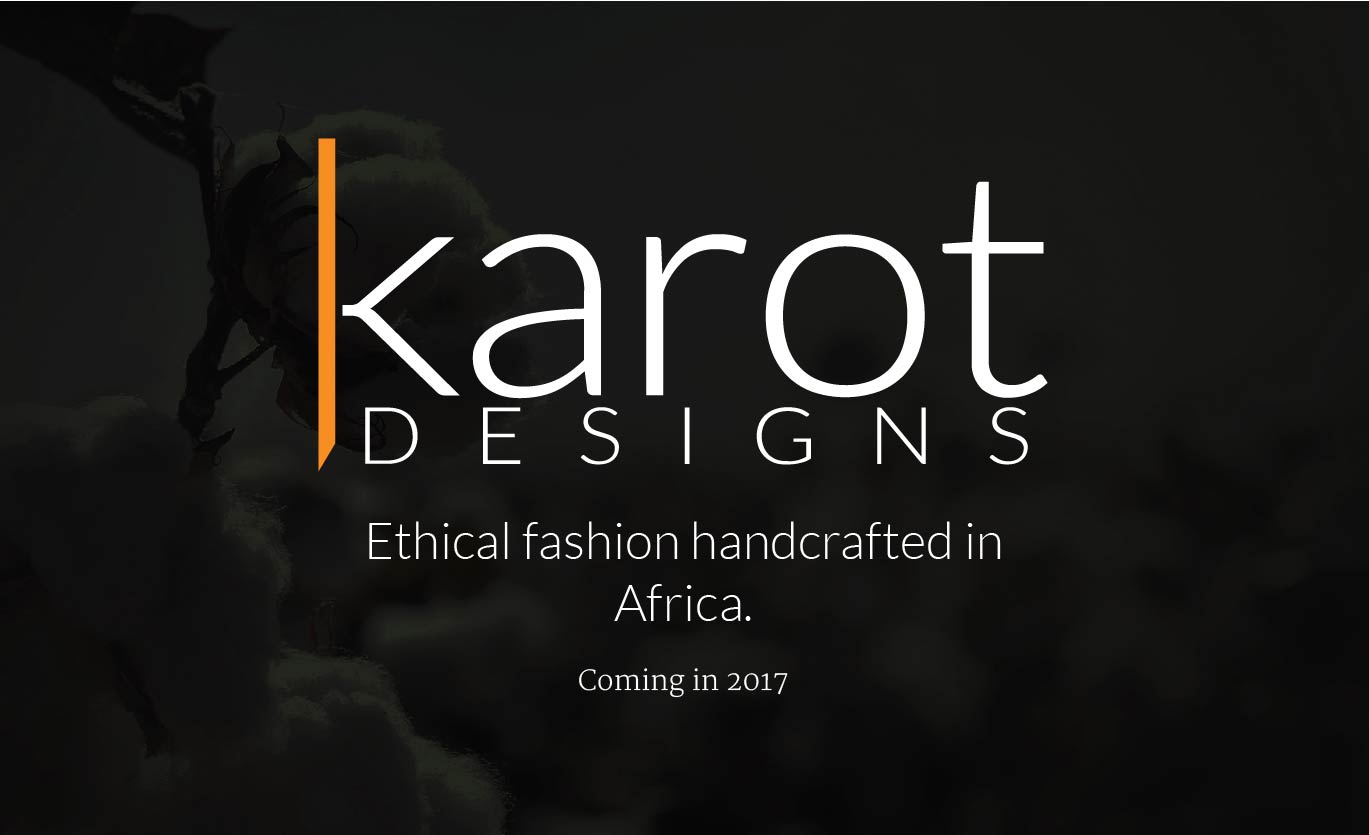 karot
DESIGNS
Ethical fashion handcrafted in
Africa.
Coming in 2017